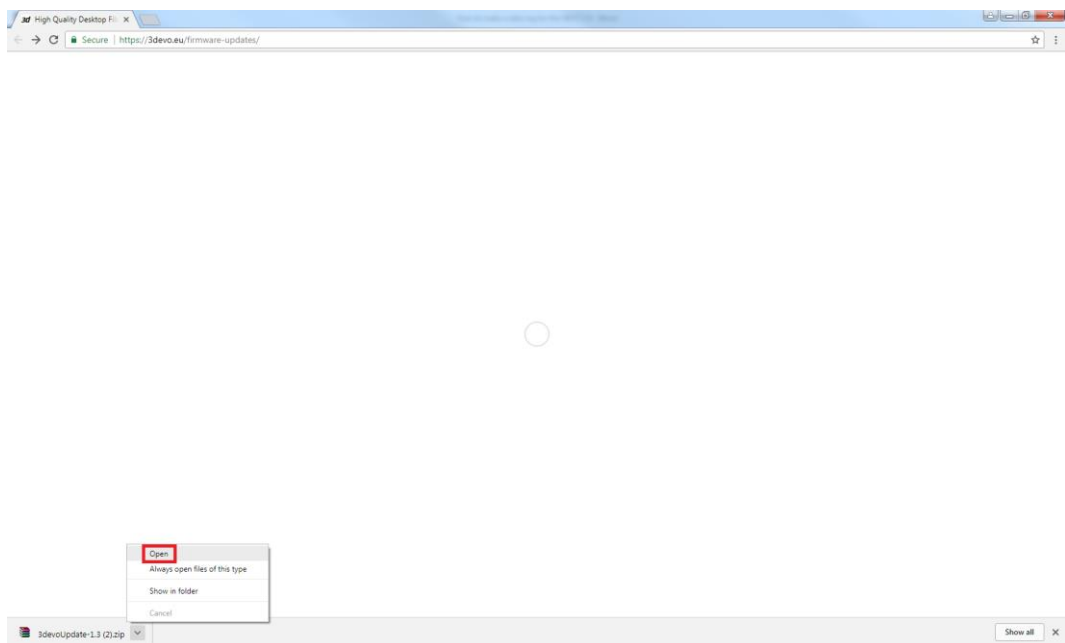 3d High Quality Desktop Fil
Secure | https://3devo.eu/firmware-updates/
Open
Always open files of this type
Show in folder
Cancel
3devoUpdate-1.3 (2).zip
Show all